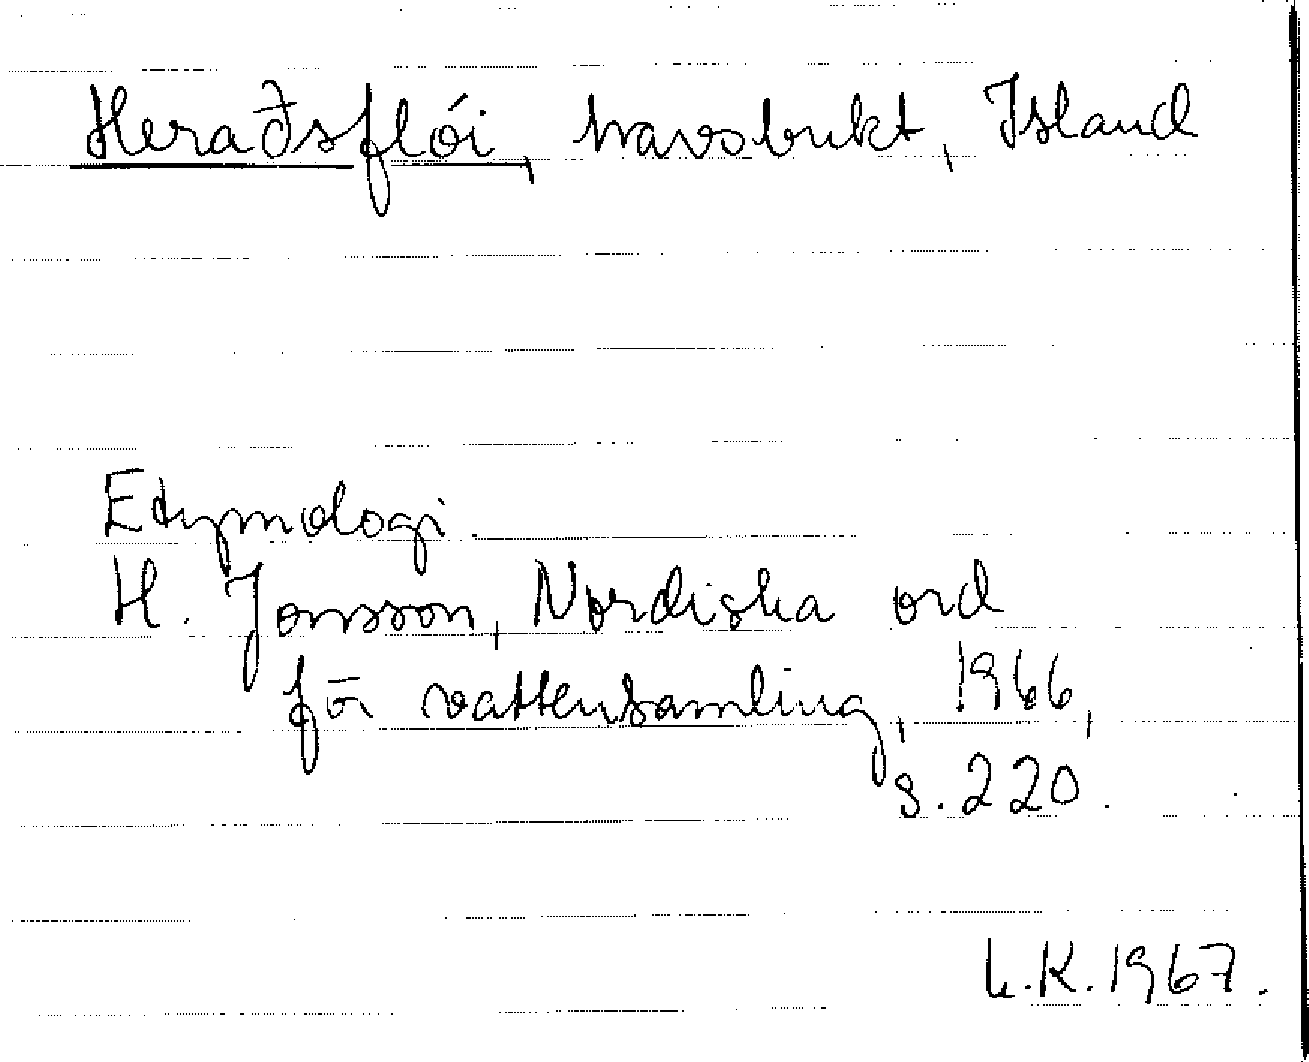 Heraðsflói, havsbukt, Island
Etymologi
H. Jonsson, Nordiska ord
för vattensamling, 1966,
s. 220.
L.K. 1967.